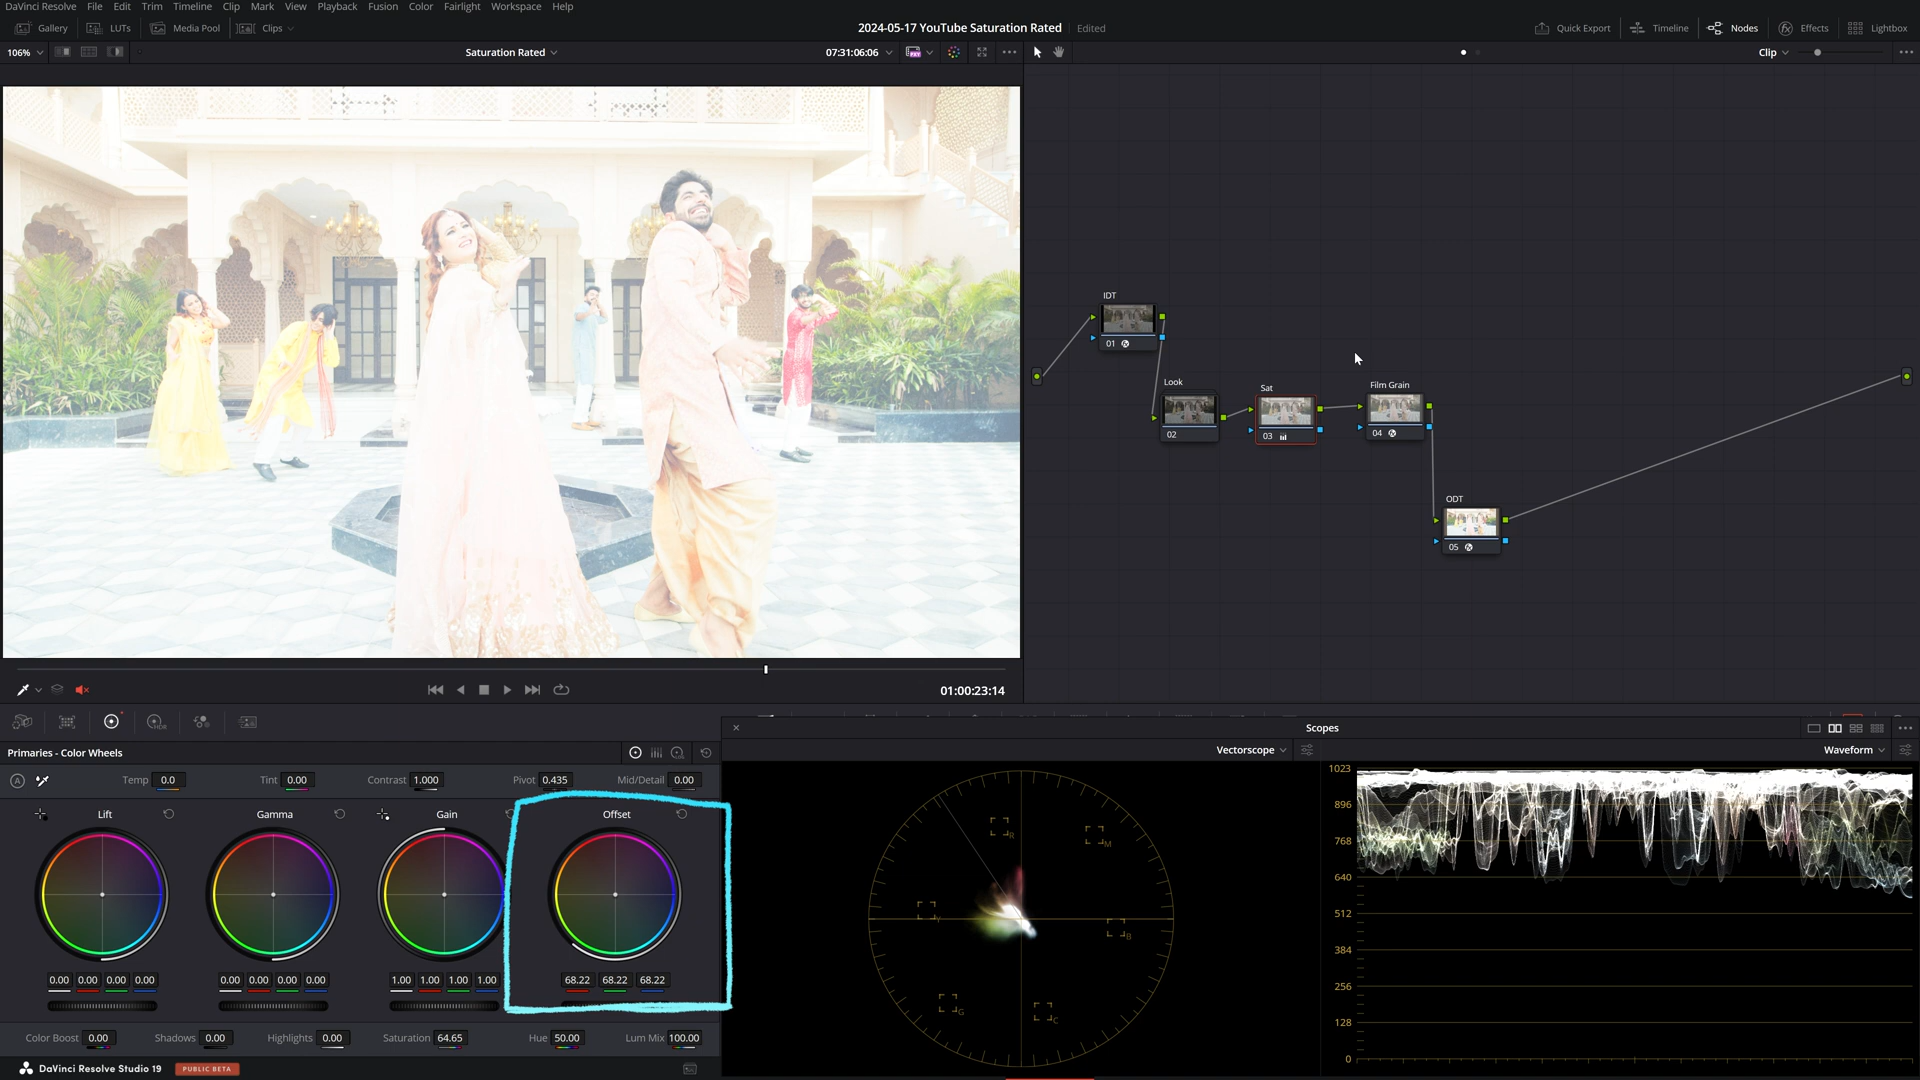 DaVinci Resolve File Edit Trim Timeline Clip Mark View Playback Fusion Color Fairlight Workspace Help
Gallery LUTs Media Pool Clips 2024-05-17 YouTube Saturation Rated Edited Quick Export Timeline Nodes Effects Lightbox
106% Saturation Rated 07:31:06:06 Clip
IDT
01
Look
02
Sat
03
Film Grain
04
ODT
05
01:00:23:14
Primaries - Color Wheels
Temp 0.0 Tint 0.00 Contrast 1.000 Pivot 0.435 Mid/Detail 0.00
Lift Gamma Gain Offset
0.00 0.00 0.00 0.00 0.00 0.00 0.00 0.00 1.00 1.00 1.00 1.00 68.22 68.22 68.22
Color Boost 0.00 Shadows 0.00 Highlights 0.00 Saturation 64.65 Hue 50.00 Lum Mix 100.00
DaVinci Resolve Studio 19 PUBLIC BETA
Scopes
Vectorscope
R
M
Y
B
G
C
Waveform
1023
896
768
640
512
384
256
128
0